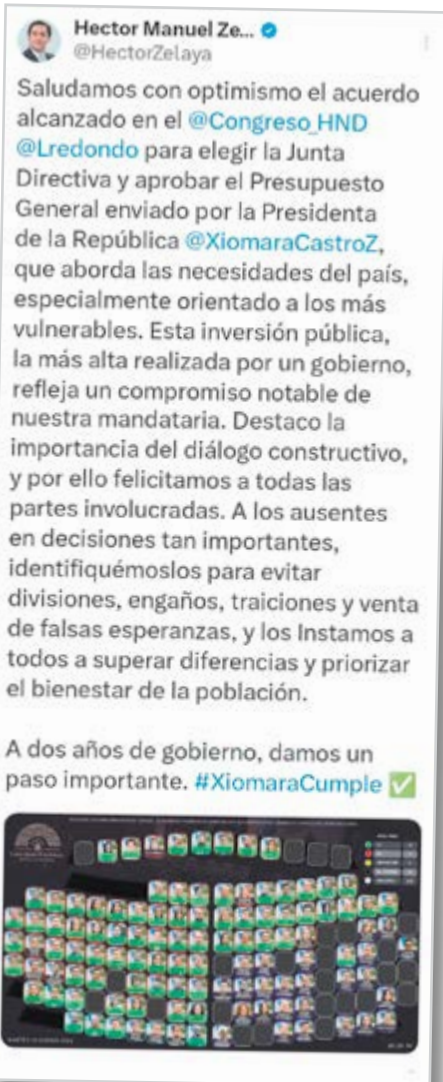 Hector Manuel Ze...
@HectorZelaya
Saludamos con optimismo el acuerdo
alcanzado en el @Congreso_HND
@Lredondo para elegir la Junta
Directiva y aprobar el Presupuesto
General enviado por la Presidenta
de la República @XiomaraCastroZ,
que aborda las necesidades del país,
especialmente orientado a los más
vulnerables. Esta inversión pública,
la más alta realizada por un gobierno,
refleja un compromiso notable de
nuestra mandataria. Destaco la
importancia del diálogo constructivo,
y por ello felicitamos a todas las
partes involucradas. A los ausentes
en decisiones tan importantes,
identifiquémoslos para evitar
divisiones, engaños, traiciones y venta
de falsas esperanzas, y los Instamos a
todos a superar diferencias y priorizar
el bienestar de la población.
A dos años de gobierno, damos un
paso importante. #XiomaraCumple ✅